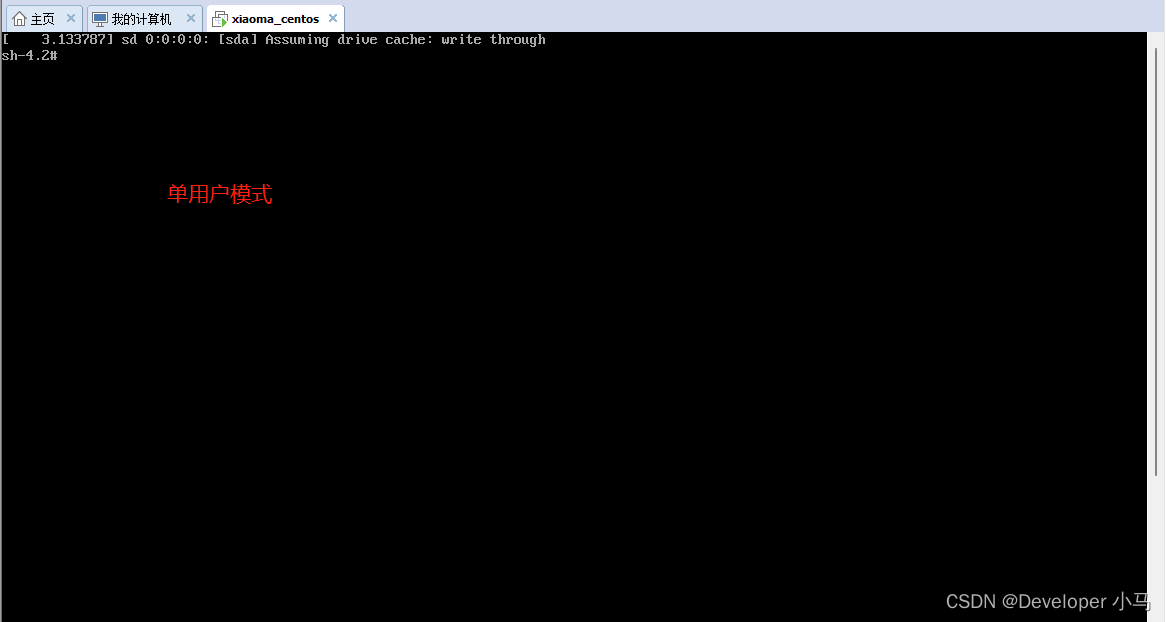 主页 我的计算机 xiaoma_centos
[    3.133787] sd 0:0:0:0: [sda] Assuming drive cache: write through
sh-4.2#
单用户模式
CSDN @Developer 小马